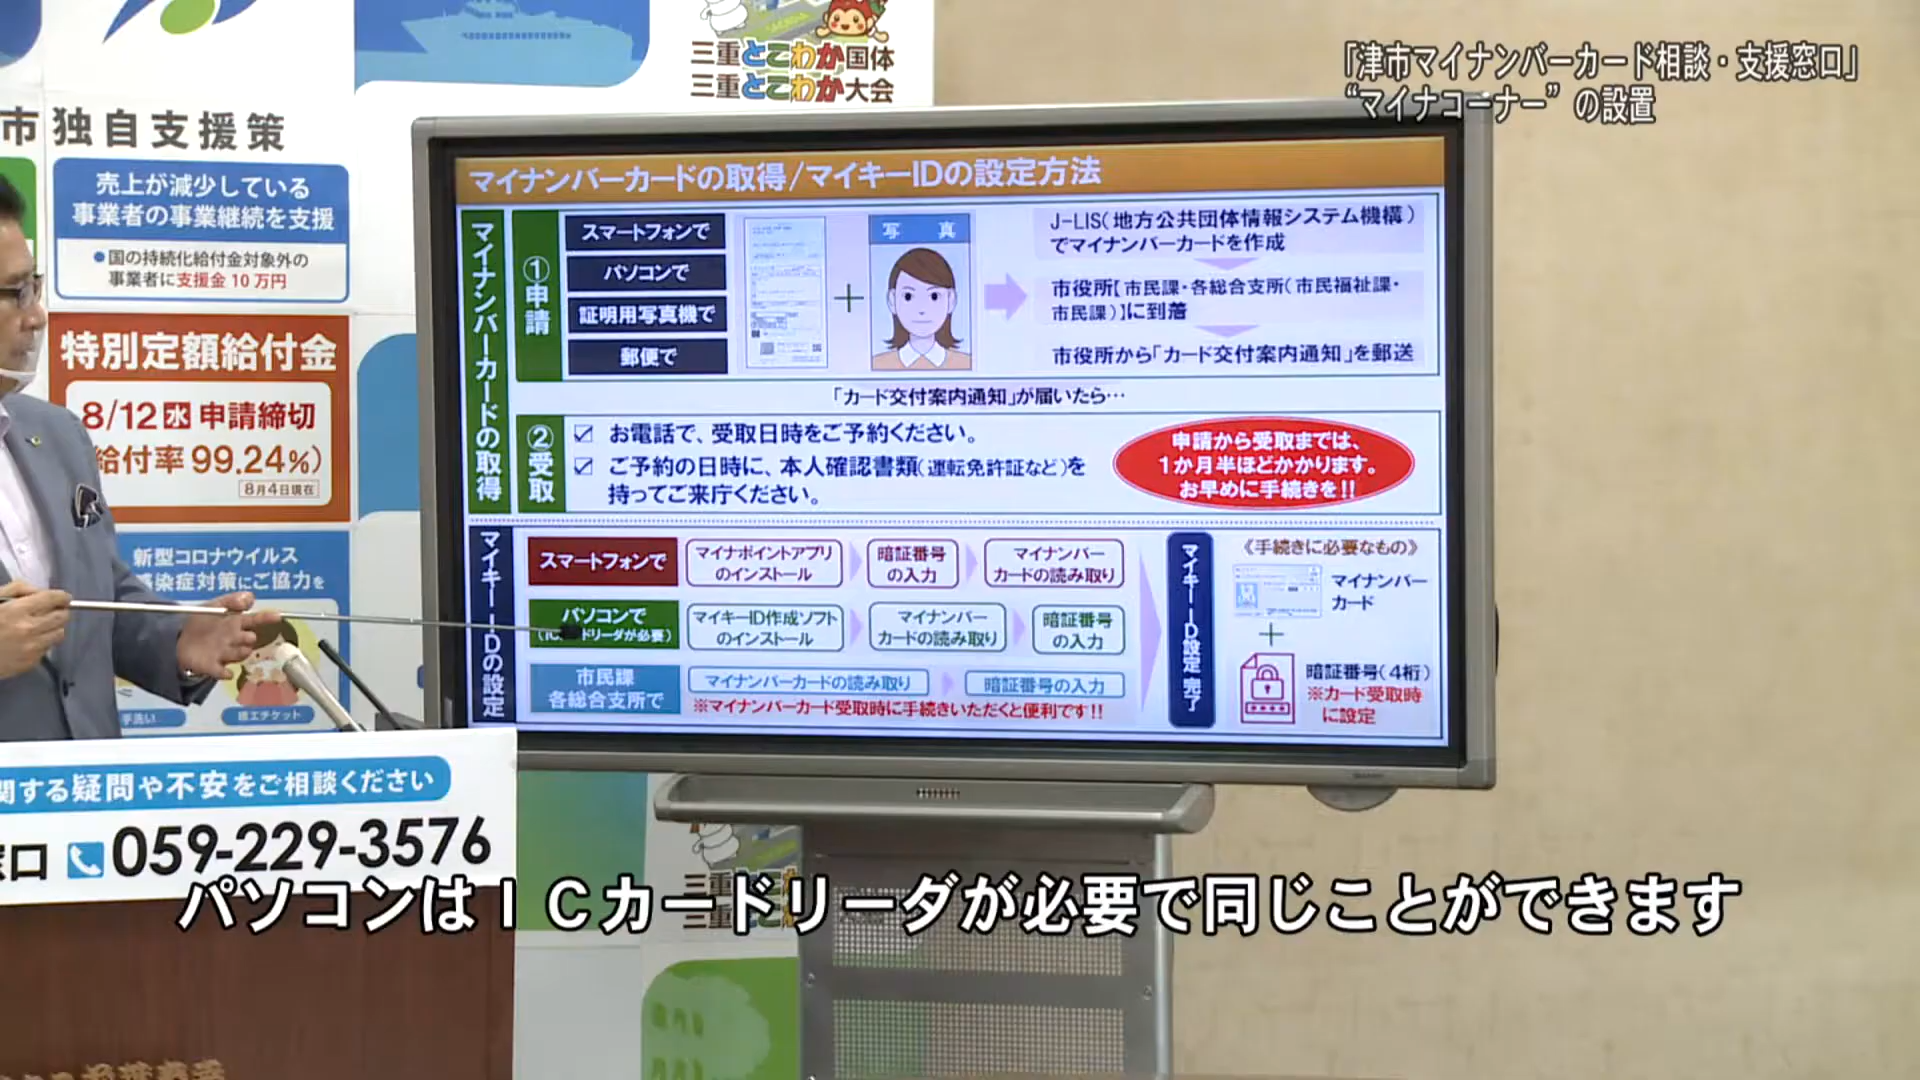 「津市マイナンバーカード相談・支援窓口」
“マイナコーナー”の設置
三重とこわか国体
三重とこわか大会
市独自支援策
売上が減少している
事業者の事業継続を支援
●国の持続化給付金対象外の
事業者に支援金10万円
特別定額給付金
8/12水 申請締切
給付率99.24%)
8月4日現在
新型コロナウイルス
感染症対策にご協力を
手洗い
咳エチケット
マイナンバーカードの取得/マイキーIDの設定方法
マイナンバーカードの取得
①申請
スマートフォンで
パソコンで
証明用写真機で
郵便で
+
写真
J-LIS(地方公共団体情報システム機構)
でマイナンバーカードを作成
市役所【市民課・各総合支所(市民福祉課・
市民課)】に到着
市役所から「カード交付案内通知」を郵送
「カード交付案内通知」が届いたら…
②受取
☑ お電話で、受取日時をご予約ください。
☑ ご予約の日時に、本人確認書類(運転免許証など)を
持ってご来庁ください。
申請から受取までは、
1か月半ほどかかります。
お早めに手続きを!!
マイキーIDの設定
スマートフォンで
マイナポイントアプリ
のインストール
暗証番号
の入力
マイナンバー
カードの読み取り
パソコンで
ドリーダが必要)
マイキーID作成ソフト
のインストール
マイナンバー
カードの読み取り
暗証番号
の入力
市民課
各総合支所で
マイナンバーカードの読み取り
暗証番号の入力
※マイナンバーカード受取時に手続きいただくと便利です!!
マイキーID設定 完了
《手続きに必要なもの》
マイナンバー
カード
+
暗証番号(4桁)
※カード受取時
に設定
関する疑問や不安をご相談ください
窓口 059-229-3576
三重とこわ
三重
パソコンはＩＣカードリーダが必要で同じことができます